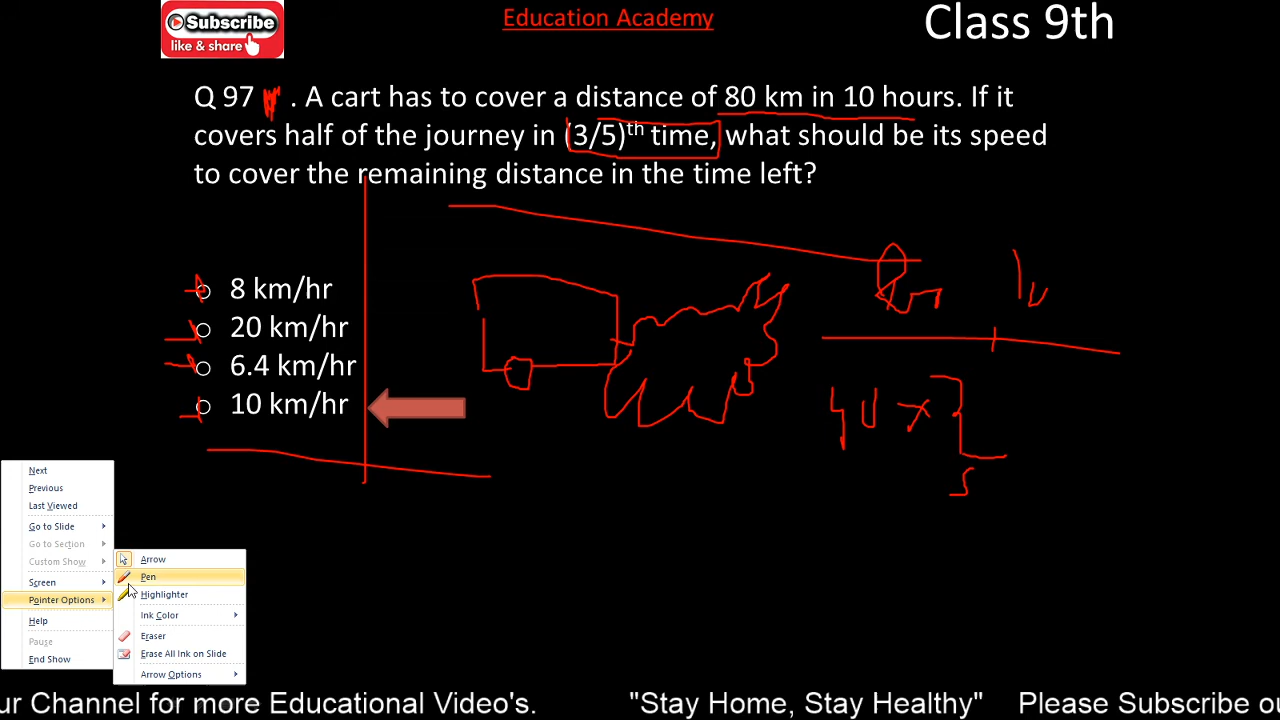 Subscribe
like & share
Education Academy
Class 9th
Q 97 . A cart has to cover a distance of 80 km in 10 hours. If it
covers half of the journey in (3/5)th time, what should be its speed
to cover the remaining distance in the time left?
8 km/hr
20 km/hr
6.4 km/hr
10 km/hr
40 ×
5
Next
Previous
Last Viewed
Go to Slide
Go to Section
Custom Show
Screen
Pointer Options
Help
Pause
End Show
Arrow
Pen
Highlighter
Ink Color
Eraser
Erase All Ink on Slide
Arrow Options
ur Channel for more Educational Video's. "Stay Home, Stay Healthy" Please Subscribe ou